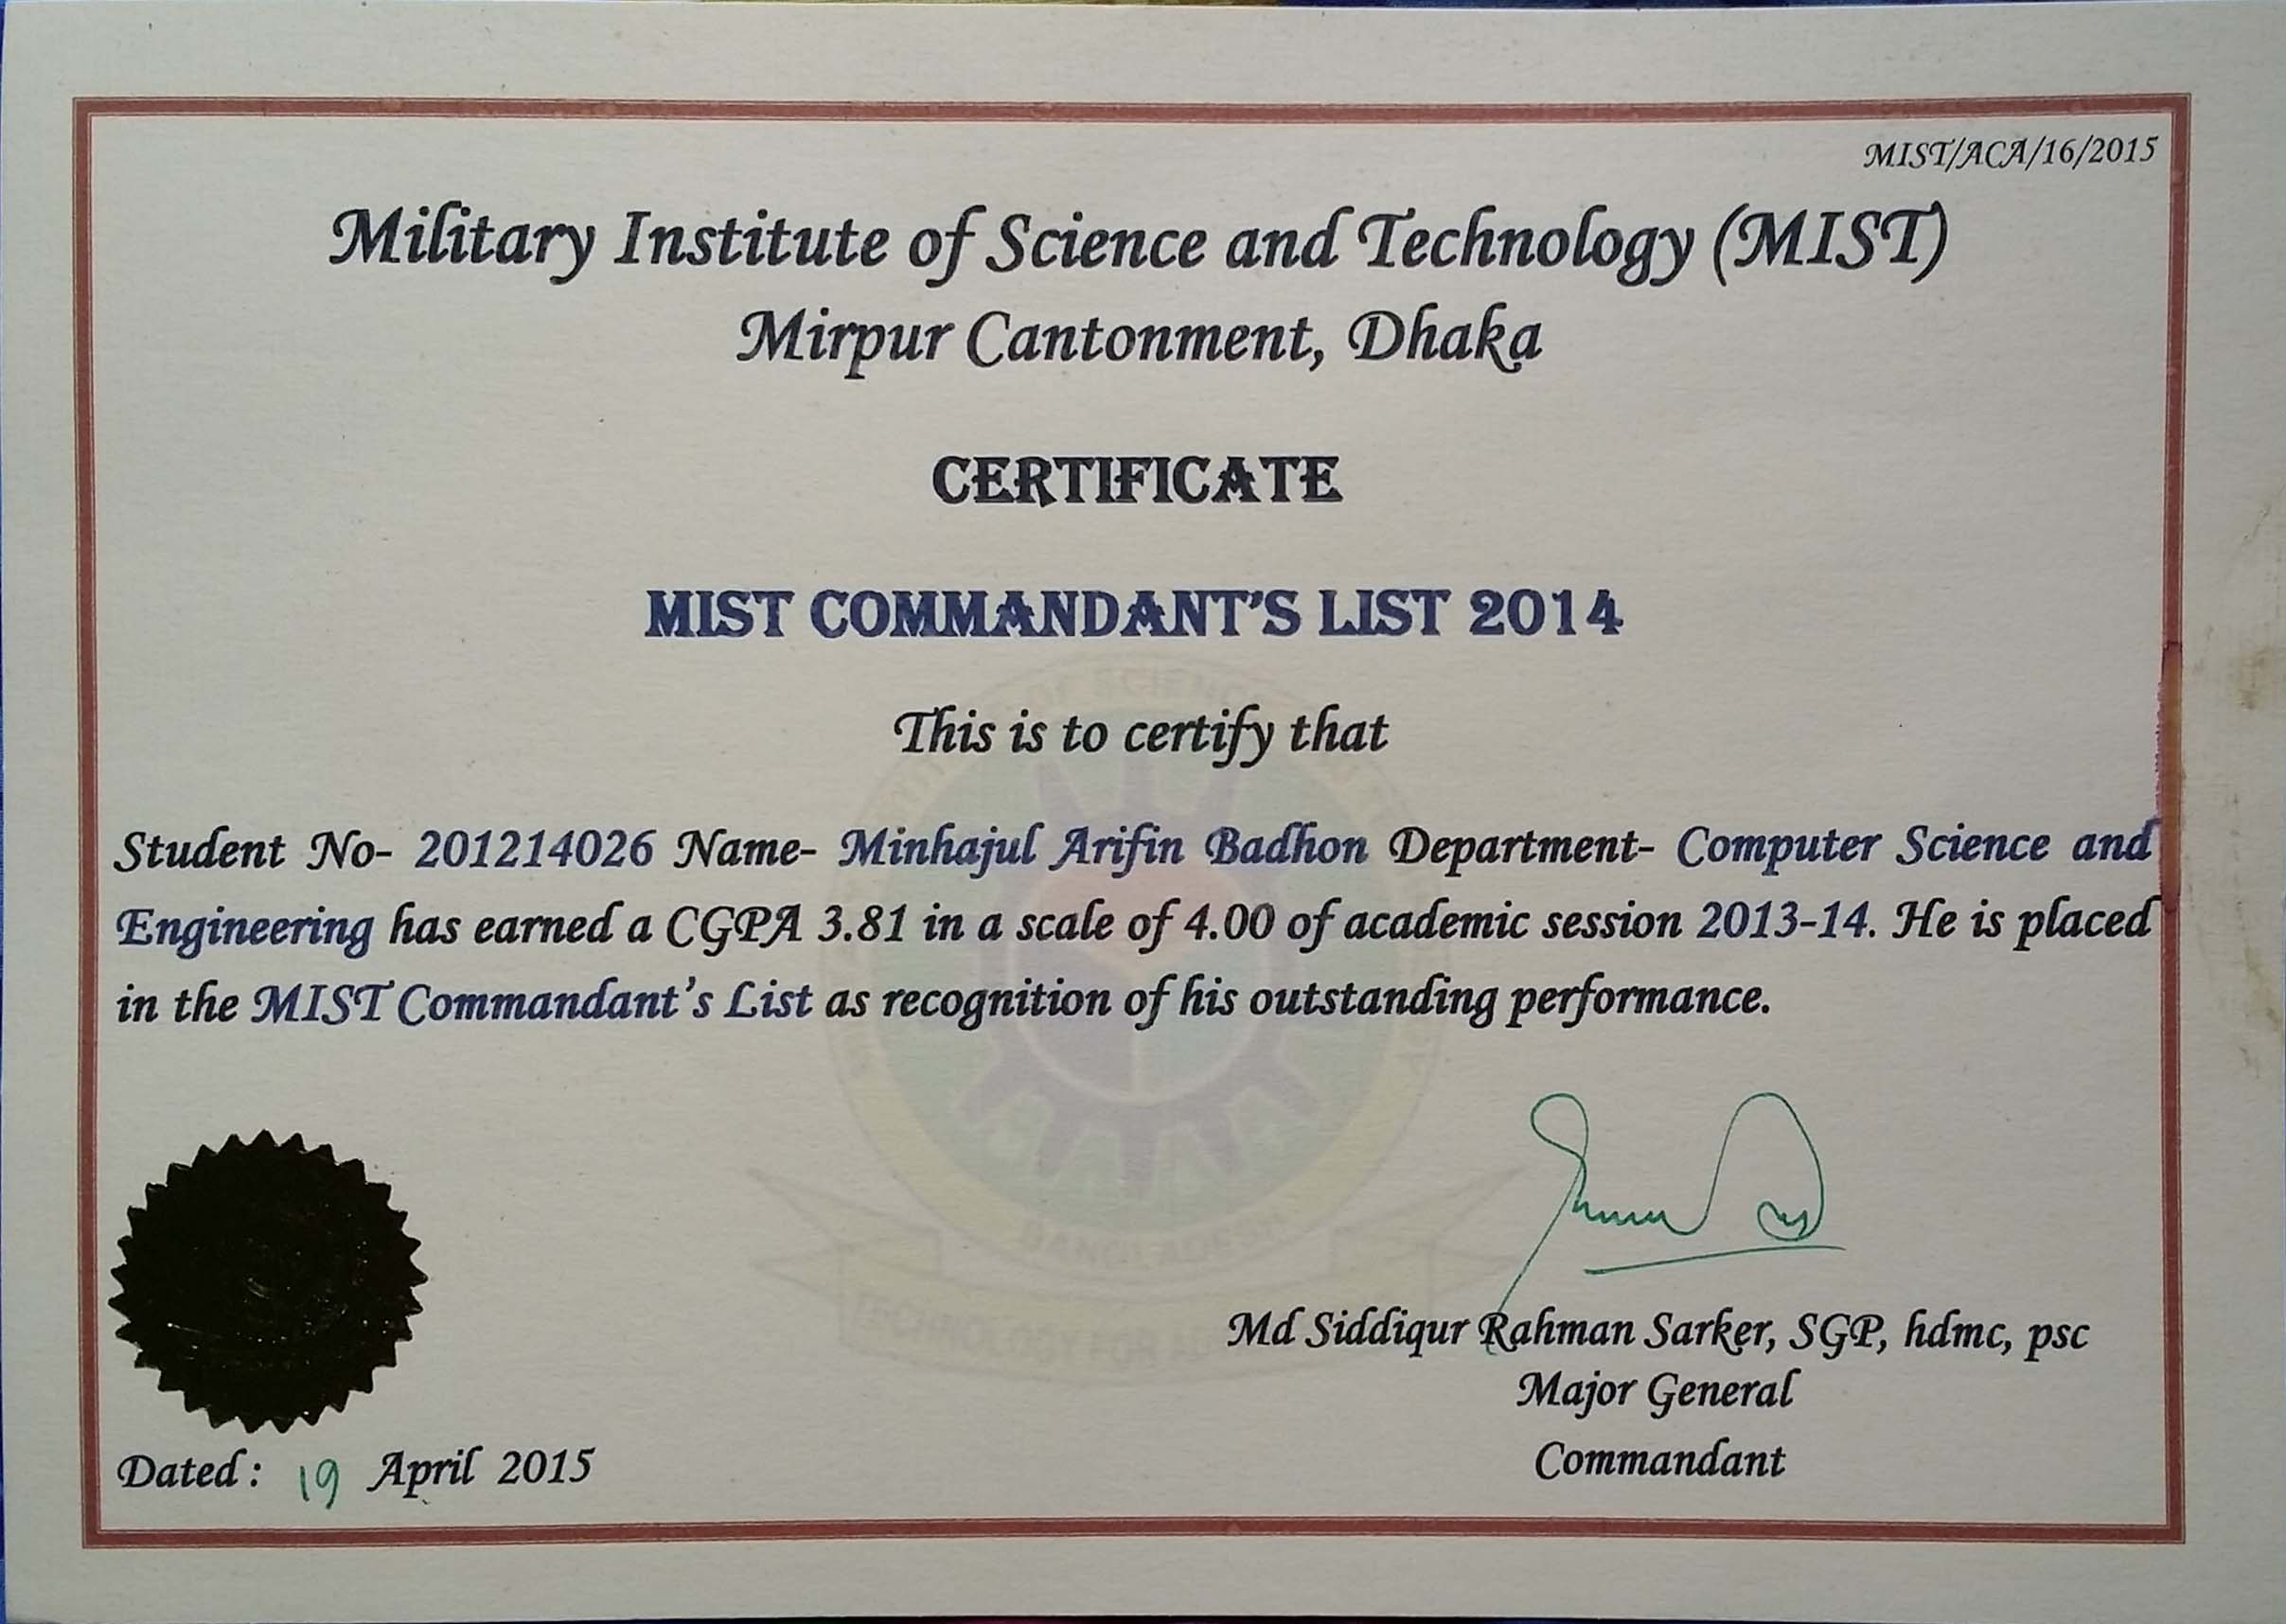 MIST/ACA/16/2015
Military Institute of Science and Technology (MIST)
Mirpur Cantonment, Dhaka
CERTIFICATE
MIST COMMANDANT'S LIST 2014
This is to certify that
Student No- 201214026 Name- Minhajul Arifin Badhon Department- Computer Science and
Engineering has earned a CGPA 3.81 in a scale of 4.00 of academic session 2013-14. He is placed
in the MIST Commandant's List as recognition of his outstanding performance.
BANGLADESH
TECHNOLOGY FOR
Md Siddiqur Rahman Sarker, SGP, hdmc, psc
Major General
Commandant
Dated: 19 April 2015